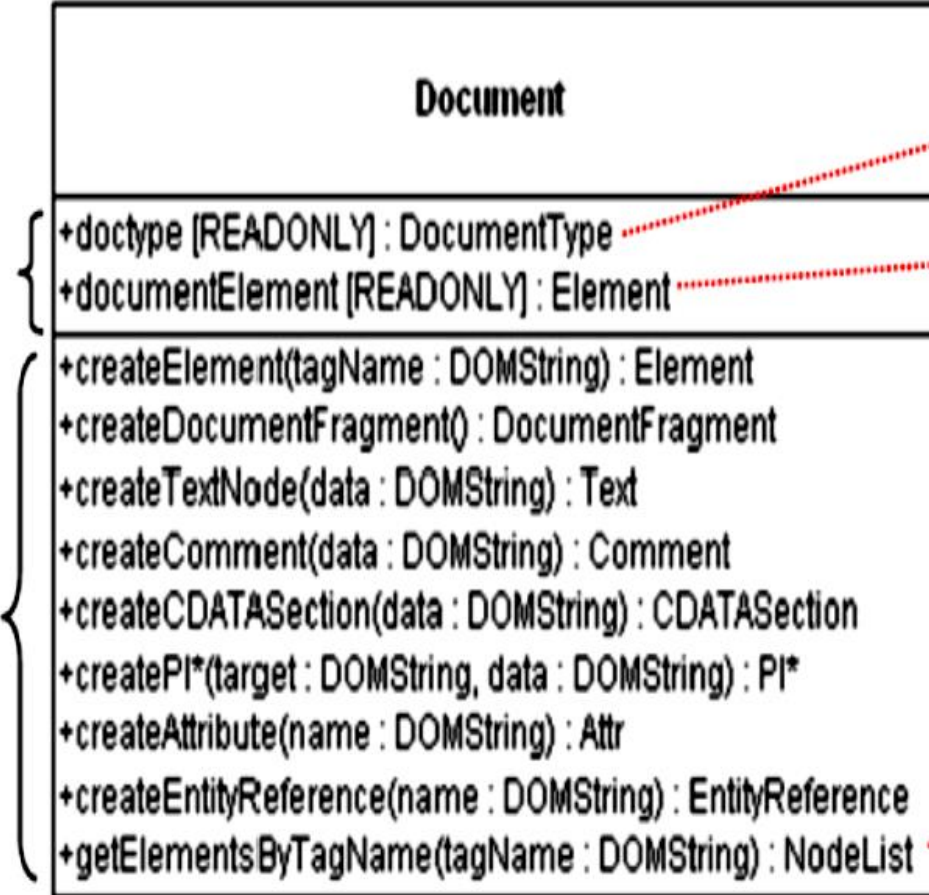 Document
+doctype [READONLY] : DocumentType
+documentElement [READONLY] : Element
+createElement(tagName : DOMString) : Element
+createDocumentFragment() : DocumentFragment
+createTextNode(data : DOMString) : Text
+createComment(data : DOMString) : Comment
+createCDATASection(data : DOMString) : CDATASection
+createPI*(target : DOMString, data : DOMString) : PI*
+createAttribute(name : DOMString) : Attr
+createEntityReference(name : DOMString) : EntityReference
+getElementsByTagName(tagName : DOMString) : NodeList